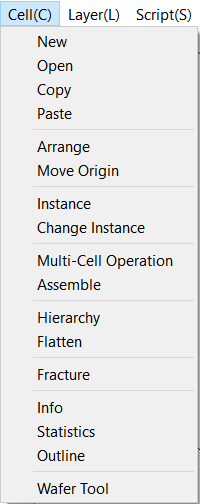 Cell(C) Layer(L) Script(S)
New
Open
Copy
Paste
Arrange
Move Origin
Instance
Change Instance
Multi-Cell Operation
Assemble
Hierarchy
Flatten
Fracture
Info
Statistics
Outline
Wafer Tool